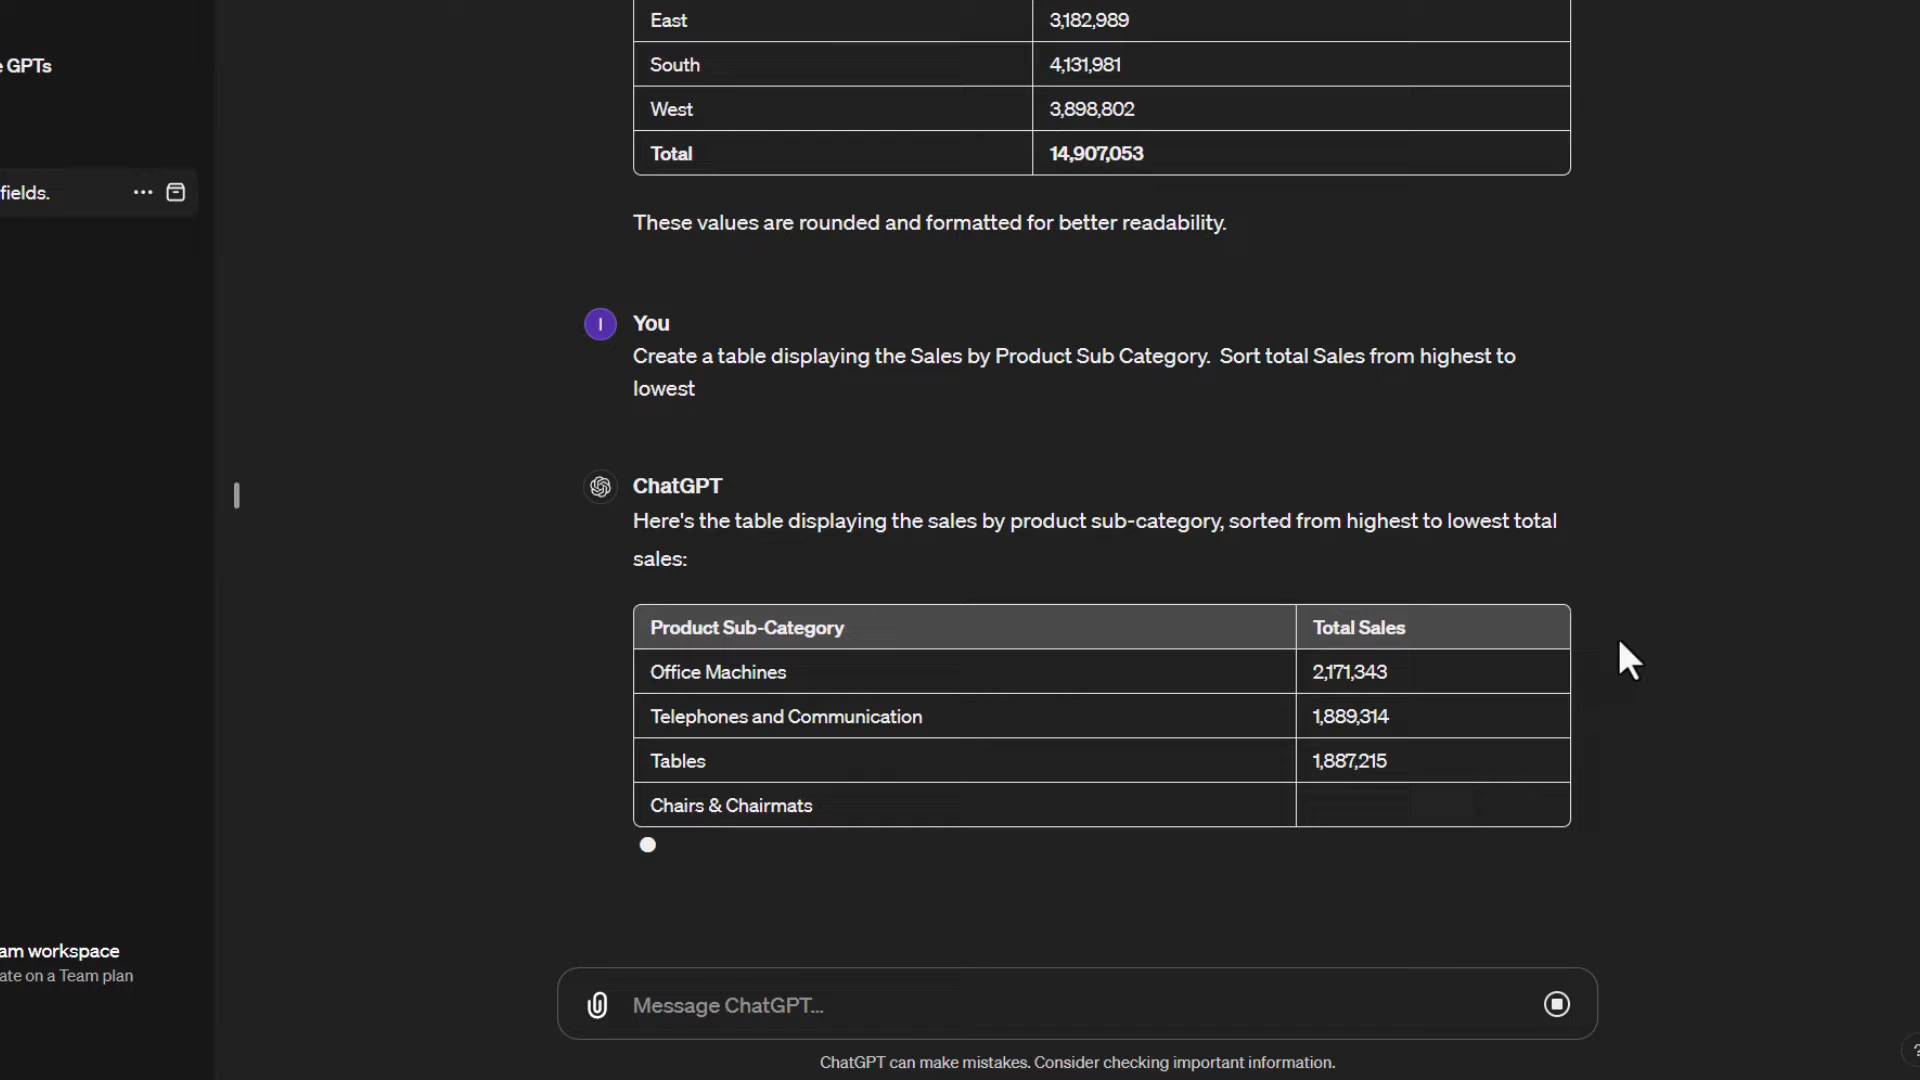 East 3,182,989
e GPTs
South 4,131,981
West 3,898,802
Total 14,907,053
fields.
These values are rounded and formatted for better readability.
I You
Create a table displaying the Sales by Product Sub Category. Sort total Sales from highest to
lowest
ChatGPT
Here's the table displaying the sales by product sub-category, sorted from highest to lowest total
sales:
Product Sub-Category Total Sales
Office Machines 2,171,343
Telephones and Communication 1,889,314
Tables 1,887,215
Chairs & Chairmats
am workspace
ate on a Team plan
Message ChatGPT...
ChatGPT can make mistakes. Consider checking important information.
?